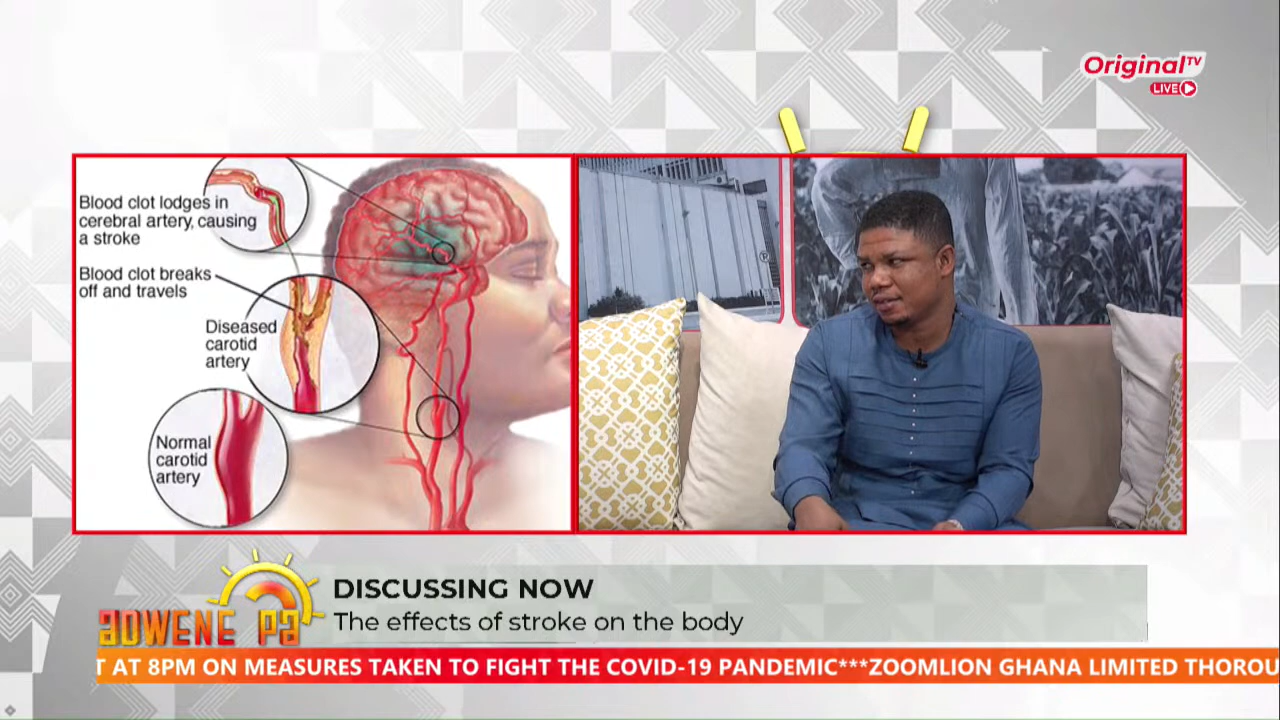 Original TV
LIVE
Blood clot lodges in
cerebral artery, causing
a stroke
Blood clot breaks
off and travels
Diseased
carotid
artery
Normal
carotid
artery
DISCUSSING NOW
The effects of stroke on the body
ADWENE PA
T AT 8PM ON MEASURES TAKEN TO FIGHT THE COVID-19 PANDEMIC***ZOOMLION GHANA LIMITED THOROU